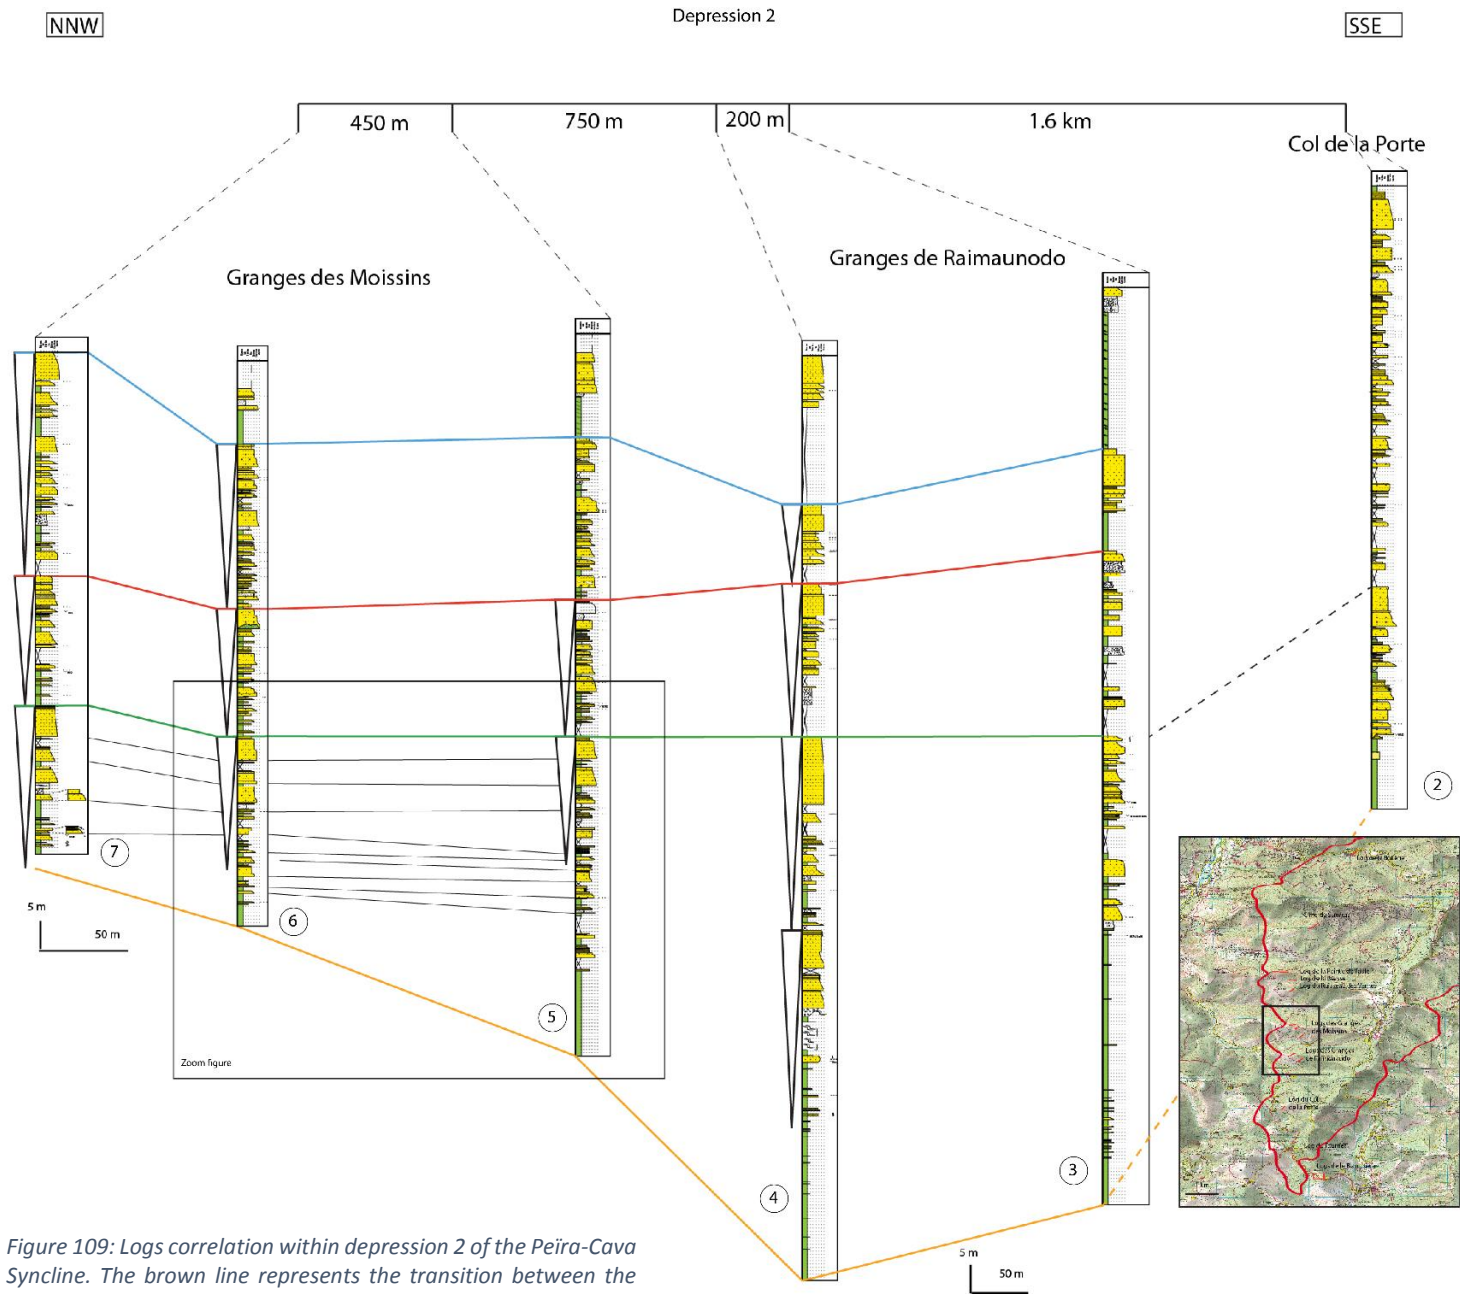 Depression 2
NNW
SSE
450 m
750 m
200 m
1.6 km
Col de la Porte
Granges des Moissins
Granges de Raimaunodo
2
7
6
5
4
3
5 m
50 m
Zoom figure
5 m
50 m
1 km
Figure 109: Logs correlation within depression 2 of the Peïra-Cava
Syncline. The brown line represents the transition between the